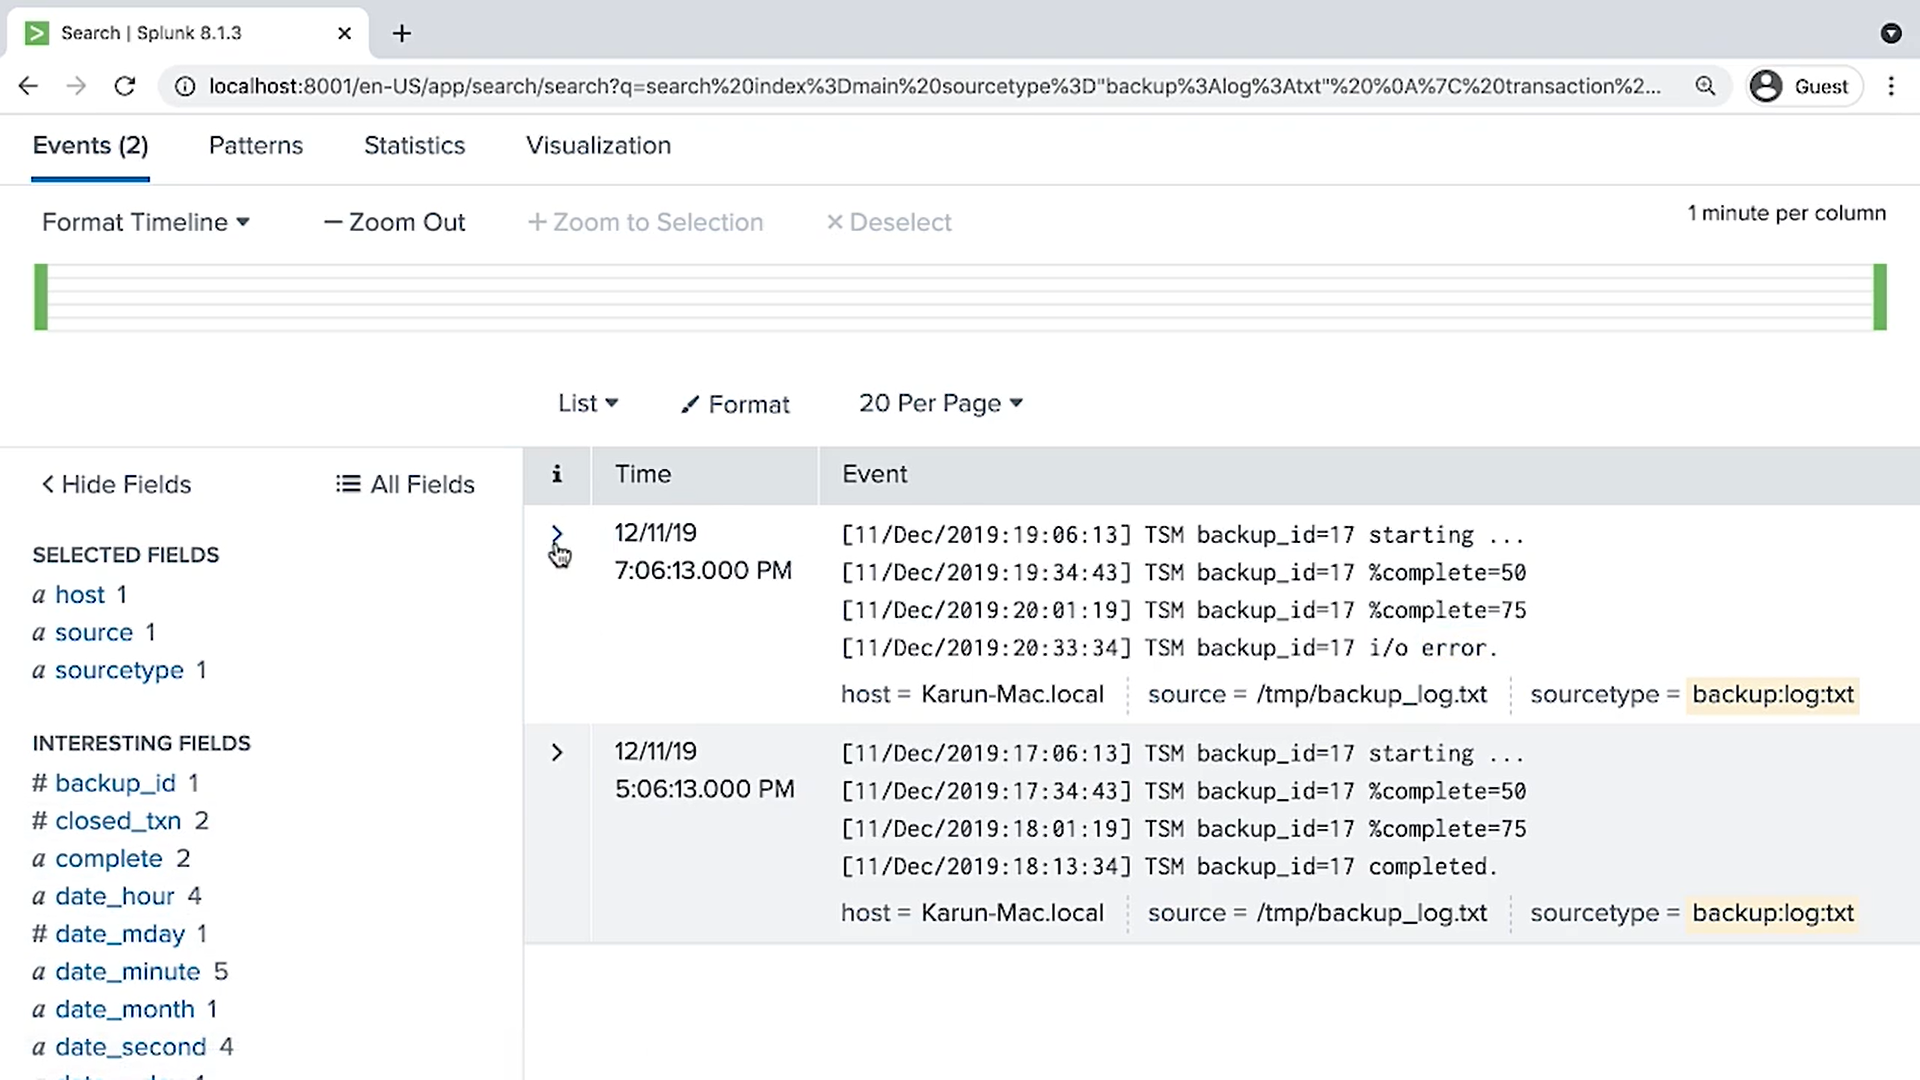 Search | Splunk 8.1.3
localhost:8001/en-US/app/search/search?q=search%20index%3Dmain%20sourcetype%3D"backup%3Alog%3Atxt"%20%0A%7C%20transaction%2...
Guest
Events (2) Patterns Statistics Visualization
Format Timeline — Zoom Out + Zoom to Selection × Deselect
1 minute per column
List Format 20 Per Page
Hide Fields All Fields
SELECTED FIELDS
a host 1
a source 1
a sourcetype 1
INTERESTING FIELDS
# backup_id 1
# closed_txn 2
a complete 2
a date_hour 4
# date_mday 1
a date_minute 5
a date_month 1
a date_second 4
i Time Event
12/11/19
7:06:13.000 PM
[11/Dec/2019:19:06:13] TSM backup_id=17 starting ...
[11/Dec/2019:19:34:43] TSM backup_id=17 %complete=50
[11/Dec/2019:20:01:19] TSM backup_id=17 %complete=75
[11/Dec/2019:20:33:34] TSM backup_id=17 i/o error.
host = Karun-Mac.local source = /tmp/backup_log.txt sourcetype = backup:log:txt
12/11/19
5:06:13.000 PM
[11/Dec/2019:17:06:13] TSM backup_id=17 starting ...
[11/Dec/2019:17:34:43] TSM backup_id=17 %complete=50
[11/Dec/2019:18:01:19] TSM backup_id=17 %complete=75
[11/Dec/2019:18:13:34] TSM backup_id=17 completed.
host = Karun-Mac.local source = /tmp/backup_log.txt sourcetype = backup:log:txt